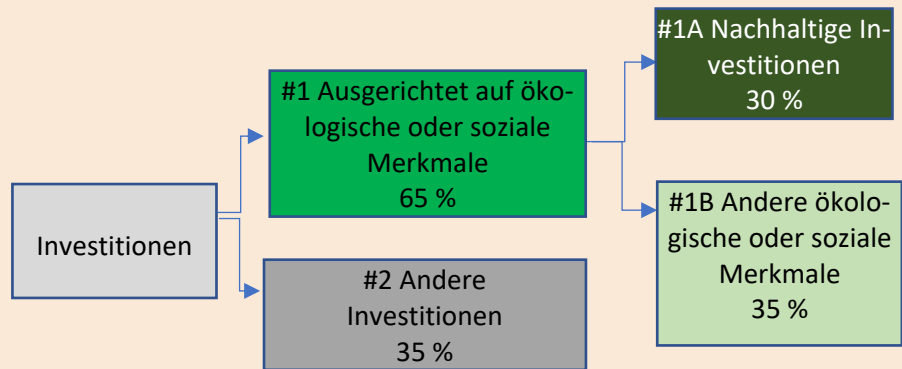 Investitionen
#1 Ausgerichtet auf öko-
logische oder soziale
Merkmale
65 %
#2 Andere
Investitionen
35 %
#1A Nachhaltige In-
vestitionen
30 %
#1B Andere ökolo-
gische oder soziale
Merkmale
35 %